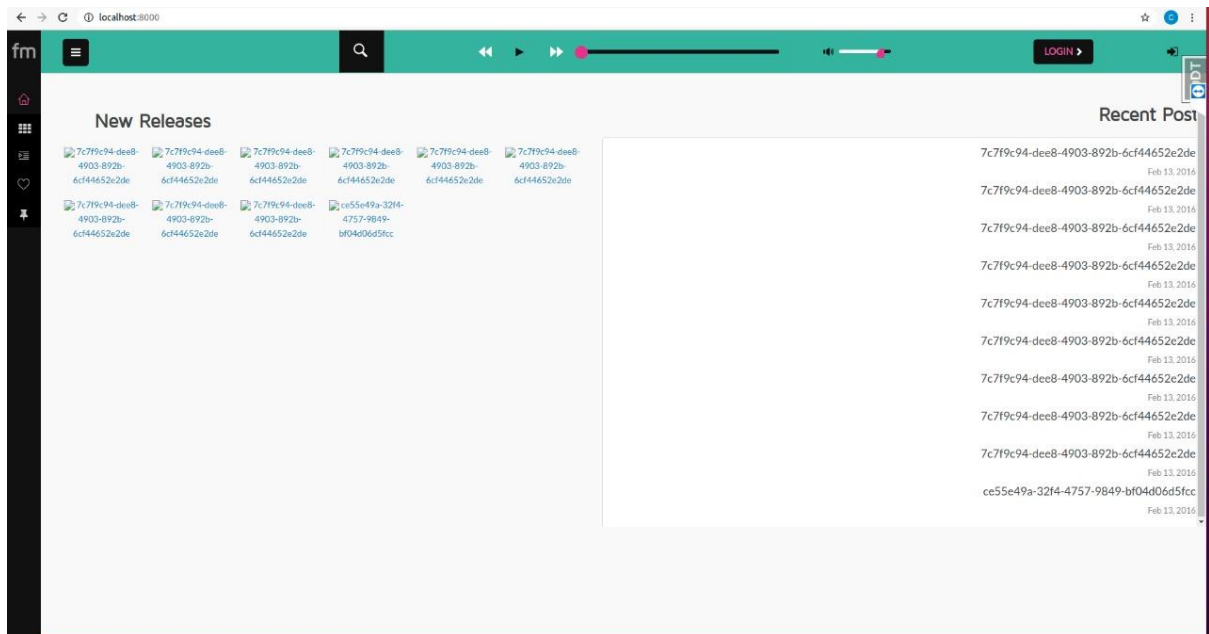 localhost:8000
C
fm
LOGIN
DT
New Releases
7c7f9c94-dee8-4903-892b-6cf44652e2de
7c7f9c94-dee8-4903-892b-6cf44652e2de
7c7f9c94-dee8-4903-892b-6cf44652e2de
7c7f9c94-dee8-4903-892b-6cf44652e2de
7c7f9c94-dee8-4903-892b-6cf44652e2de
7c7f9c94-dee8-4903-892b-6cf44652e2de
7c7f9c94-dee8-4903-892b-6cf44652e2de
7c7f9c94-dee8-4903-892b-6cf44652e2de
7c7f9c94-dee8-4903-892b-6cf44652e2de
ce55e49a-32f4-4757-9849-bf04d06d5fcc
Recent Post
7c7f9c94-dee8-4903-892b-6cf44652e2de
Feb 13, 2016
7c7f9c94-dee8-4903-892b-6cf44652e2de
Feb 13, 2016
7c7f9c94-dee8-4903-892b-6cf44652e2de
Feb 13, 2016
7c7f9c94-dee8-4903-892b-6cf44652e2de
Feb 13, 2016
7c7f9c94-dee8-4903-892b-6cf44652e2de
Feb 13, 2016
7c7f9c94-dee8-4903-892b-6cf44652e2de
Feb 13, 2016
7c7f9c94-dee8-4903-892b-6cf44652e2de
Feb 13, 2016
7c7f9c94-dee8-4903-892b-6cf44652e2de
Feb 13, 2016
7c7f9c94-dee8-4903-892b-6cf44652e2de
Feb 13, 2016
ce55e49a-32f4-4757-9849-bf04d06d5fcc
Feb 13, 2016